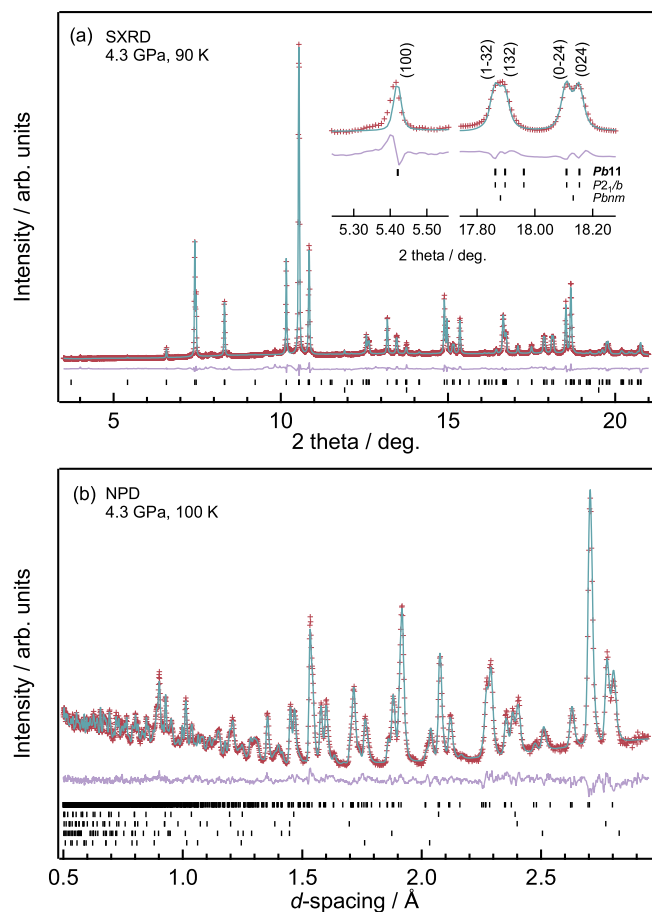 (a) SXRD
4.3 GPa, 90 K
(100)
(1-32)
(132)
(0-24)
(024)
Pb11
P2₁/b
Pbnm
5.30 5.40 5.50 17.80 18.00 18.20
2 theta / deg.
Intensity / arb. units
5 10 15 20
2 theta / deg.
(b) NPD
4.3 GPa, 100 K
Intensity / arb. units
0.5 1.0 1.5 2.0 2.5
d-spacing / Å